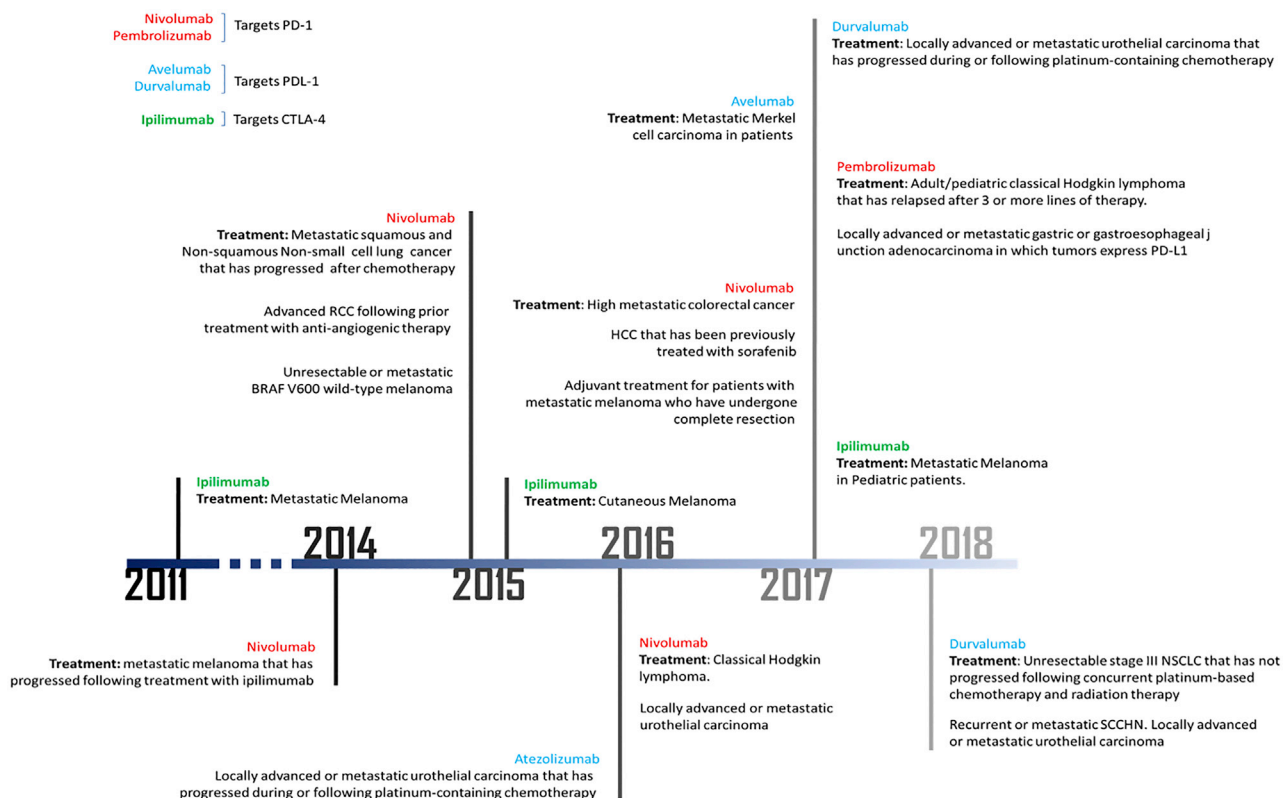 Nivolumab
Pembrolizumab
Targets PD-1
Avelumab
Durvalumab
Targets PDL-1
Ipilimumab
Targets CTLA-4
Durvalumab
Treatment: Locally advanced or metastatic urothelial carcinoma that
has progressed during or following platinum-containing chemotherapy
Avelumab
Treatment: Metastatic Merkel
cell carcinoma in patients
Pembrolizumab
Treatment: Adult/pediatric classical Hodgkin lymphoma
that has relapsed after 3 or more lines of therapy.
Locally advanced or metastatic gastric or gastroesophageal j
unction adenocarcinoma in which tumors express PD-L1
Nivolumab
Treatment: Metastatic squamous and
Non-squamous Non-small cell lung cancer
that has progressed after chemotherapy
Advanced RCC following prior
treatment with anti-angiogenic therapy
Unresectable or metastatic
BRAF V600 wild-type melanoma
Nivolumab
Treatment: High metastatic colorectal cancer
HCC that has been previously
treated with sorafenib
Adjuvant treatment for patients with
metastatic melanoma who have undergone
complete resection
Ipilimumab
Treatment: Metastatic Melanoma
in Pediatric patients.
Ipilimumab
Treatment: Metastatic Melanoma
Ipilimumab
Treatment: Cutaneous Melanoma
2014
2016
2018
2011
2015
2017
Nivolumab
Treatment: metastatic melanoma that has
progressed following treatment with ipilimumab
Nivolumab
Treatment: Classical Hodgkin
lymphoma.
Locally advanced or metastatic
urothelial carcinoma
Durvalumab
Treatment: Unresectable stage III NSCLC that has not
progressed following concurrent platinum-based
chemotherapy and radiation therapy
Recurrent or metastatic SCCHN. Locally advanced
or metastatic urothelial carcinoma
Atezolizumab
Locally advanced or metastatic urothelial carcinoma that has
progressed during or following platinum-containing chemotherapy